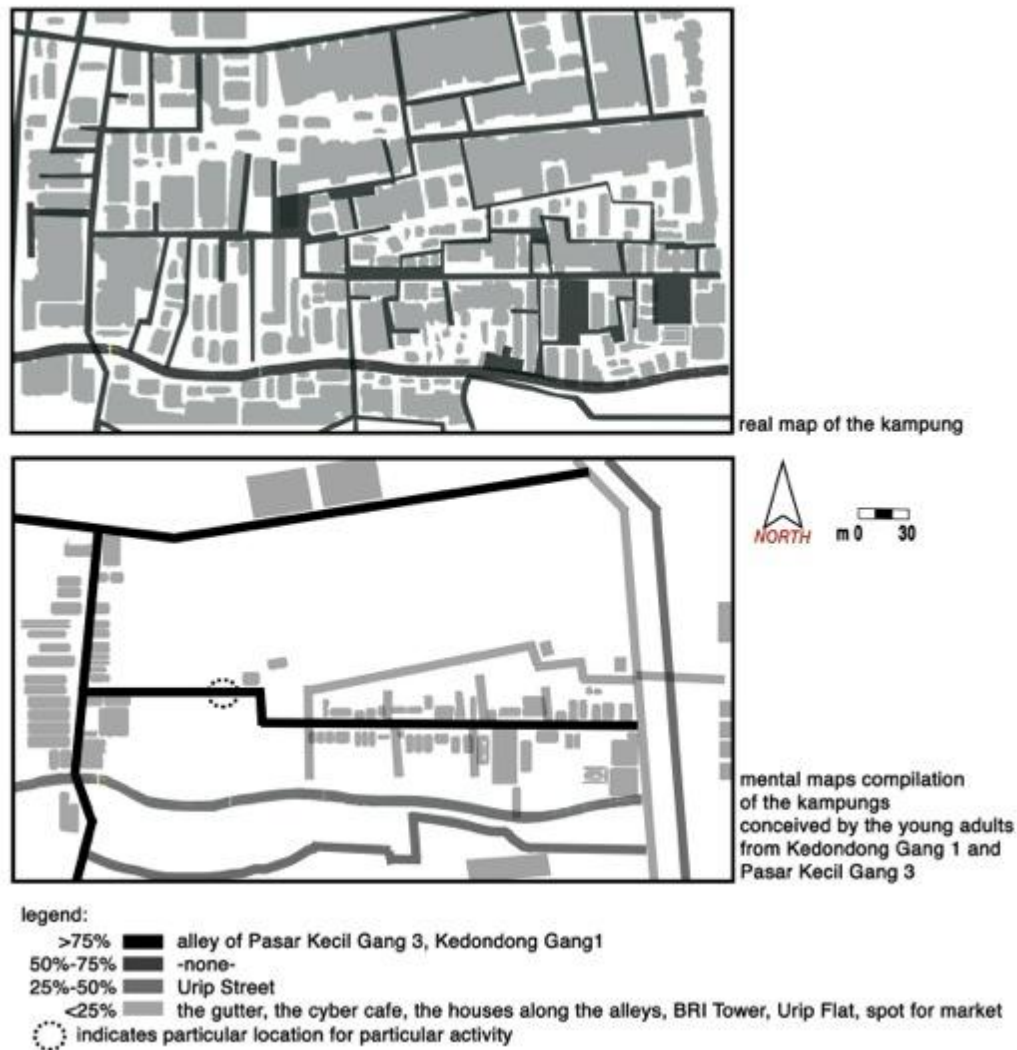 real map of the kampung
NORTH
m 0 30
mental maps compilation
of the kampungs
conceived by the young adults
from Kedondong Gang 1 and
Pasar Kecil Gang 3
legend:
>75% alley of Pasar Kecil Gang 3, Kedondong Gang1
50%-75% -none-
25%-50% Urip Street
<25% the gutter, the cyber cafe, the houses along the alleys, BRI Tower, Urip Flat, spot for market
indicates particular location for particular activity